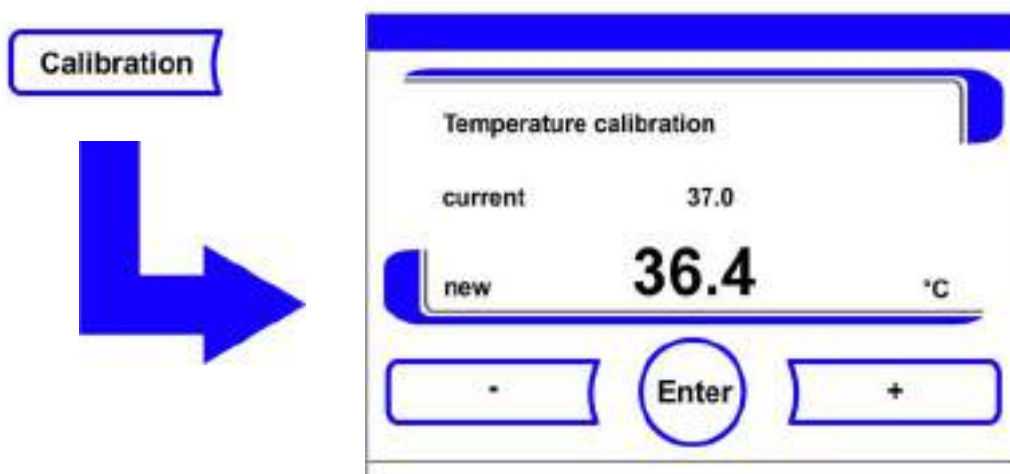 Calibration
Temperature calibration
current 37.0
new 36.4 °C
- Enter +